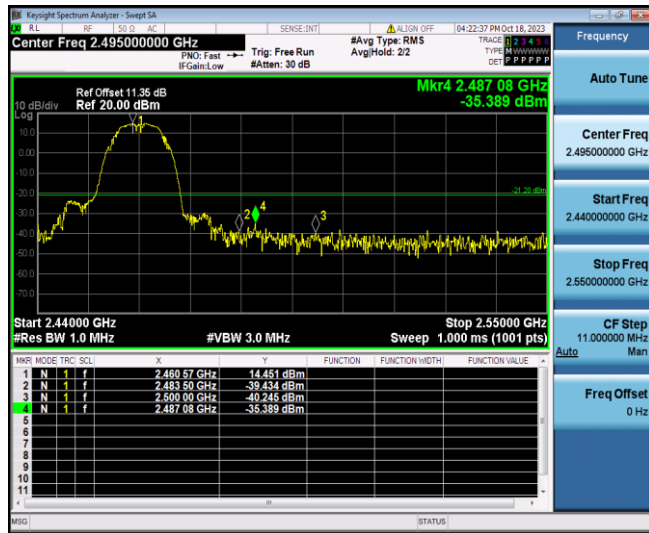 Keysight Spectrum Analyzer - Swept SA
RL RF 50 Ω AC SENSE:INT ALIGN OFF 04:22:37 PM Oct 18, 2023
Center Freq 2.495000000 GHz #Avg Type: RMS TRACE 1 2 3 4 5 6
PNO: Fast Trig: Free Run Avg|Hold: 2/2 TYPE M WWWWW
IFGain:Low #Atten: 30 dB DET P P P P P P
Mkr4 2.487 08 GHz
-35.389 dBm
Ref Offset 11.35 dB
10 dB/div Ref 20.00 dBm
Log
10.0
0.00
-10.0
-20.0
-30.0
-40.0
-50.0
-60.0
-70.0
1
2
4
3
-21.20 dBm
Start 2.44000 GHz Stop 2.55000 GHz
#Res BW 1.0 MHz #VBW 3.0 MHz Sweep 1.000 ms (1001 pts)
MKR MODE TRC SCL X Y FUNCTION FUNCTION WIDTH FUNCTION VALUE
1 N 1 f 2.460 57 GHz 14.451 dBm
2 N 1 f 2.483 50 GHz -39.434 dBm
3 N 1 f 2.500 00 GHz -40.245 dBm
4 N 1 f 2.487 08 GHz -35.389 dBm
5
6
7
8
9
10
11
MSG STATUS
Frequency
Auto Tune
Center Freq
2.495000000 GHz
Start Freq
2.440000000 GHz
Stop Freq
2.550000000 GHz
CF Step
11.000000 MHz
Auto Man
Freq Offset
0 Hz